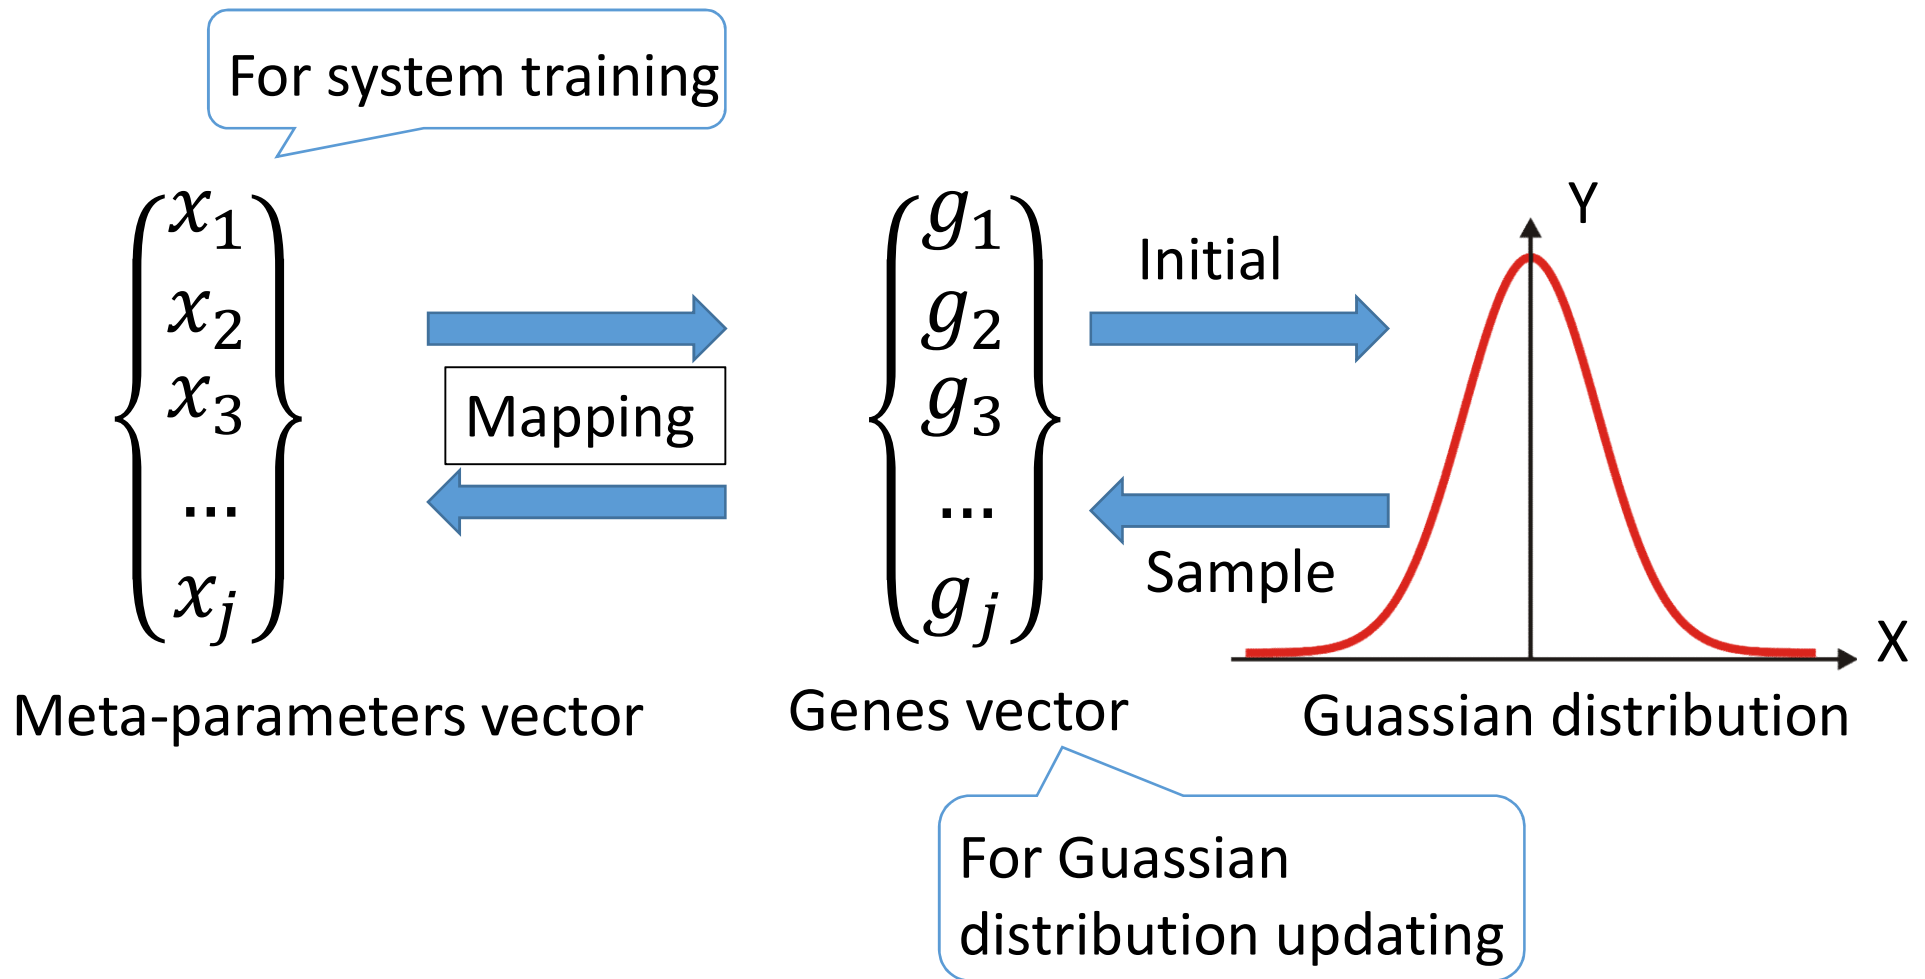 For system training
x₁
x₂
x₃
...
xⱼ
Meta-parameters vector
Mapping
g₁
g₂
g₃
...
gⱼ
Genes vector
Initial
Sample
Y
X
Guassian distribution
For Guassian
distribution updating